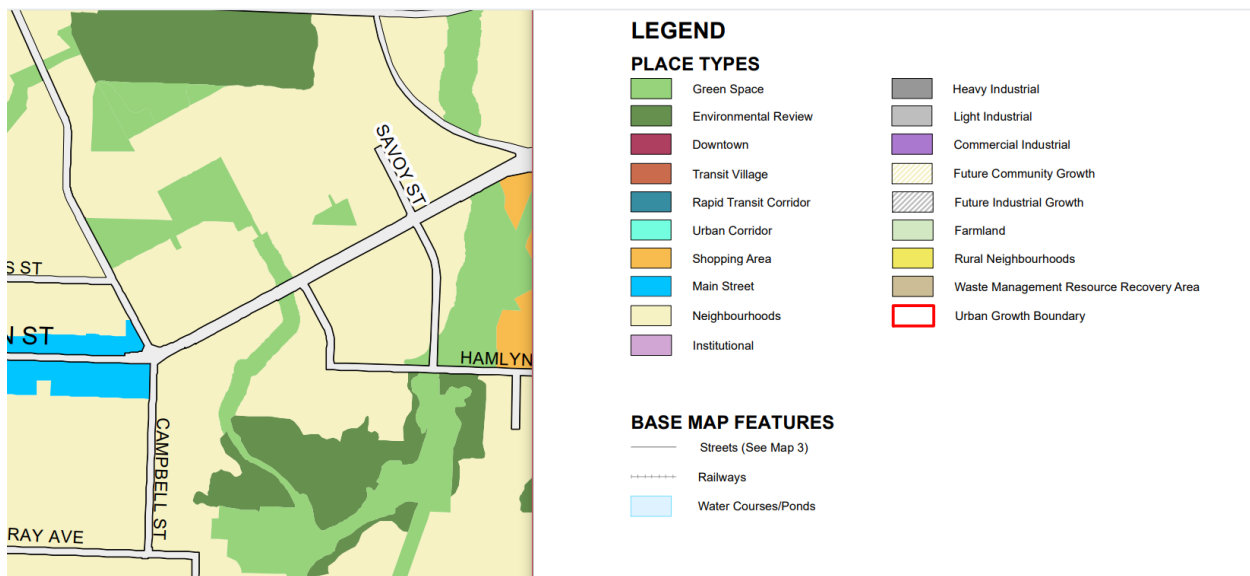 SAVOY ST
S ST
N ST
HAMLYN
CAMPBELL ST
RAY AVE
LEGEND
PLACE TYPES
Green Space
Environmental Review
Downtown
Transit Village
Rapid Transit Corridor
Urban Corridor
Shopping Area
Main Street
Neighbourhoods
Institutional
Heavy Industrial
Light Industrial
Commercial Industrial
Future Community Growth
Future Industrial Growth
Farmland
Rural Neighbourhoods
Waste Management Resource Recovery Area
Urban Growth Boundary
BASE MAP FEATURES
Streets (See Map 3)
Railways
Water Courses/Ponds